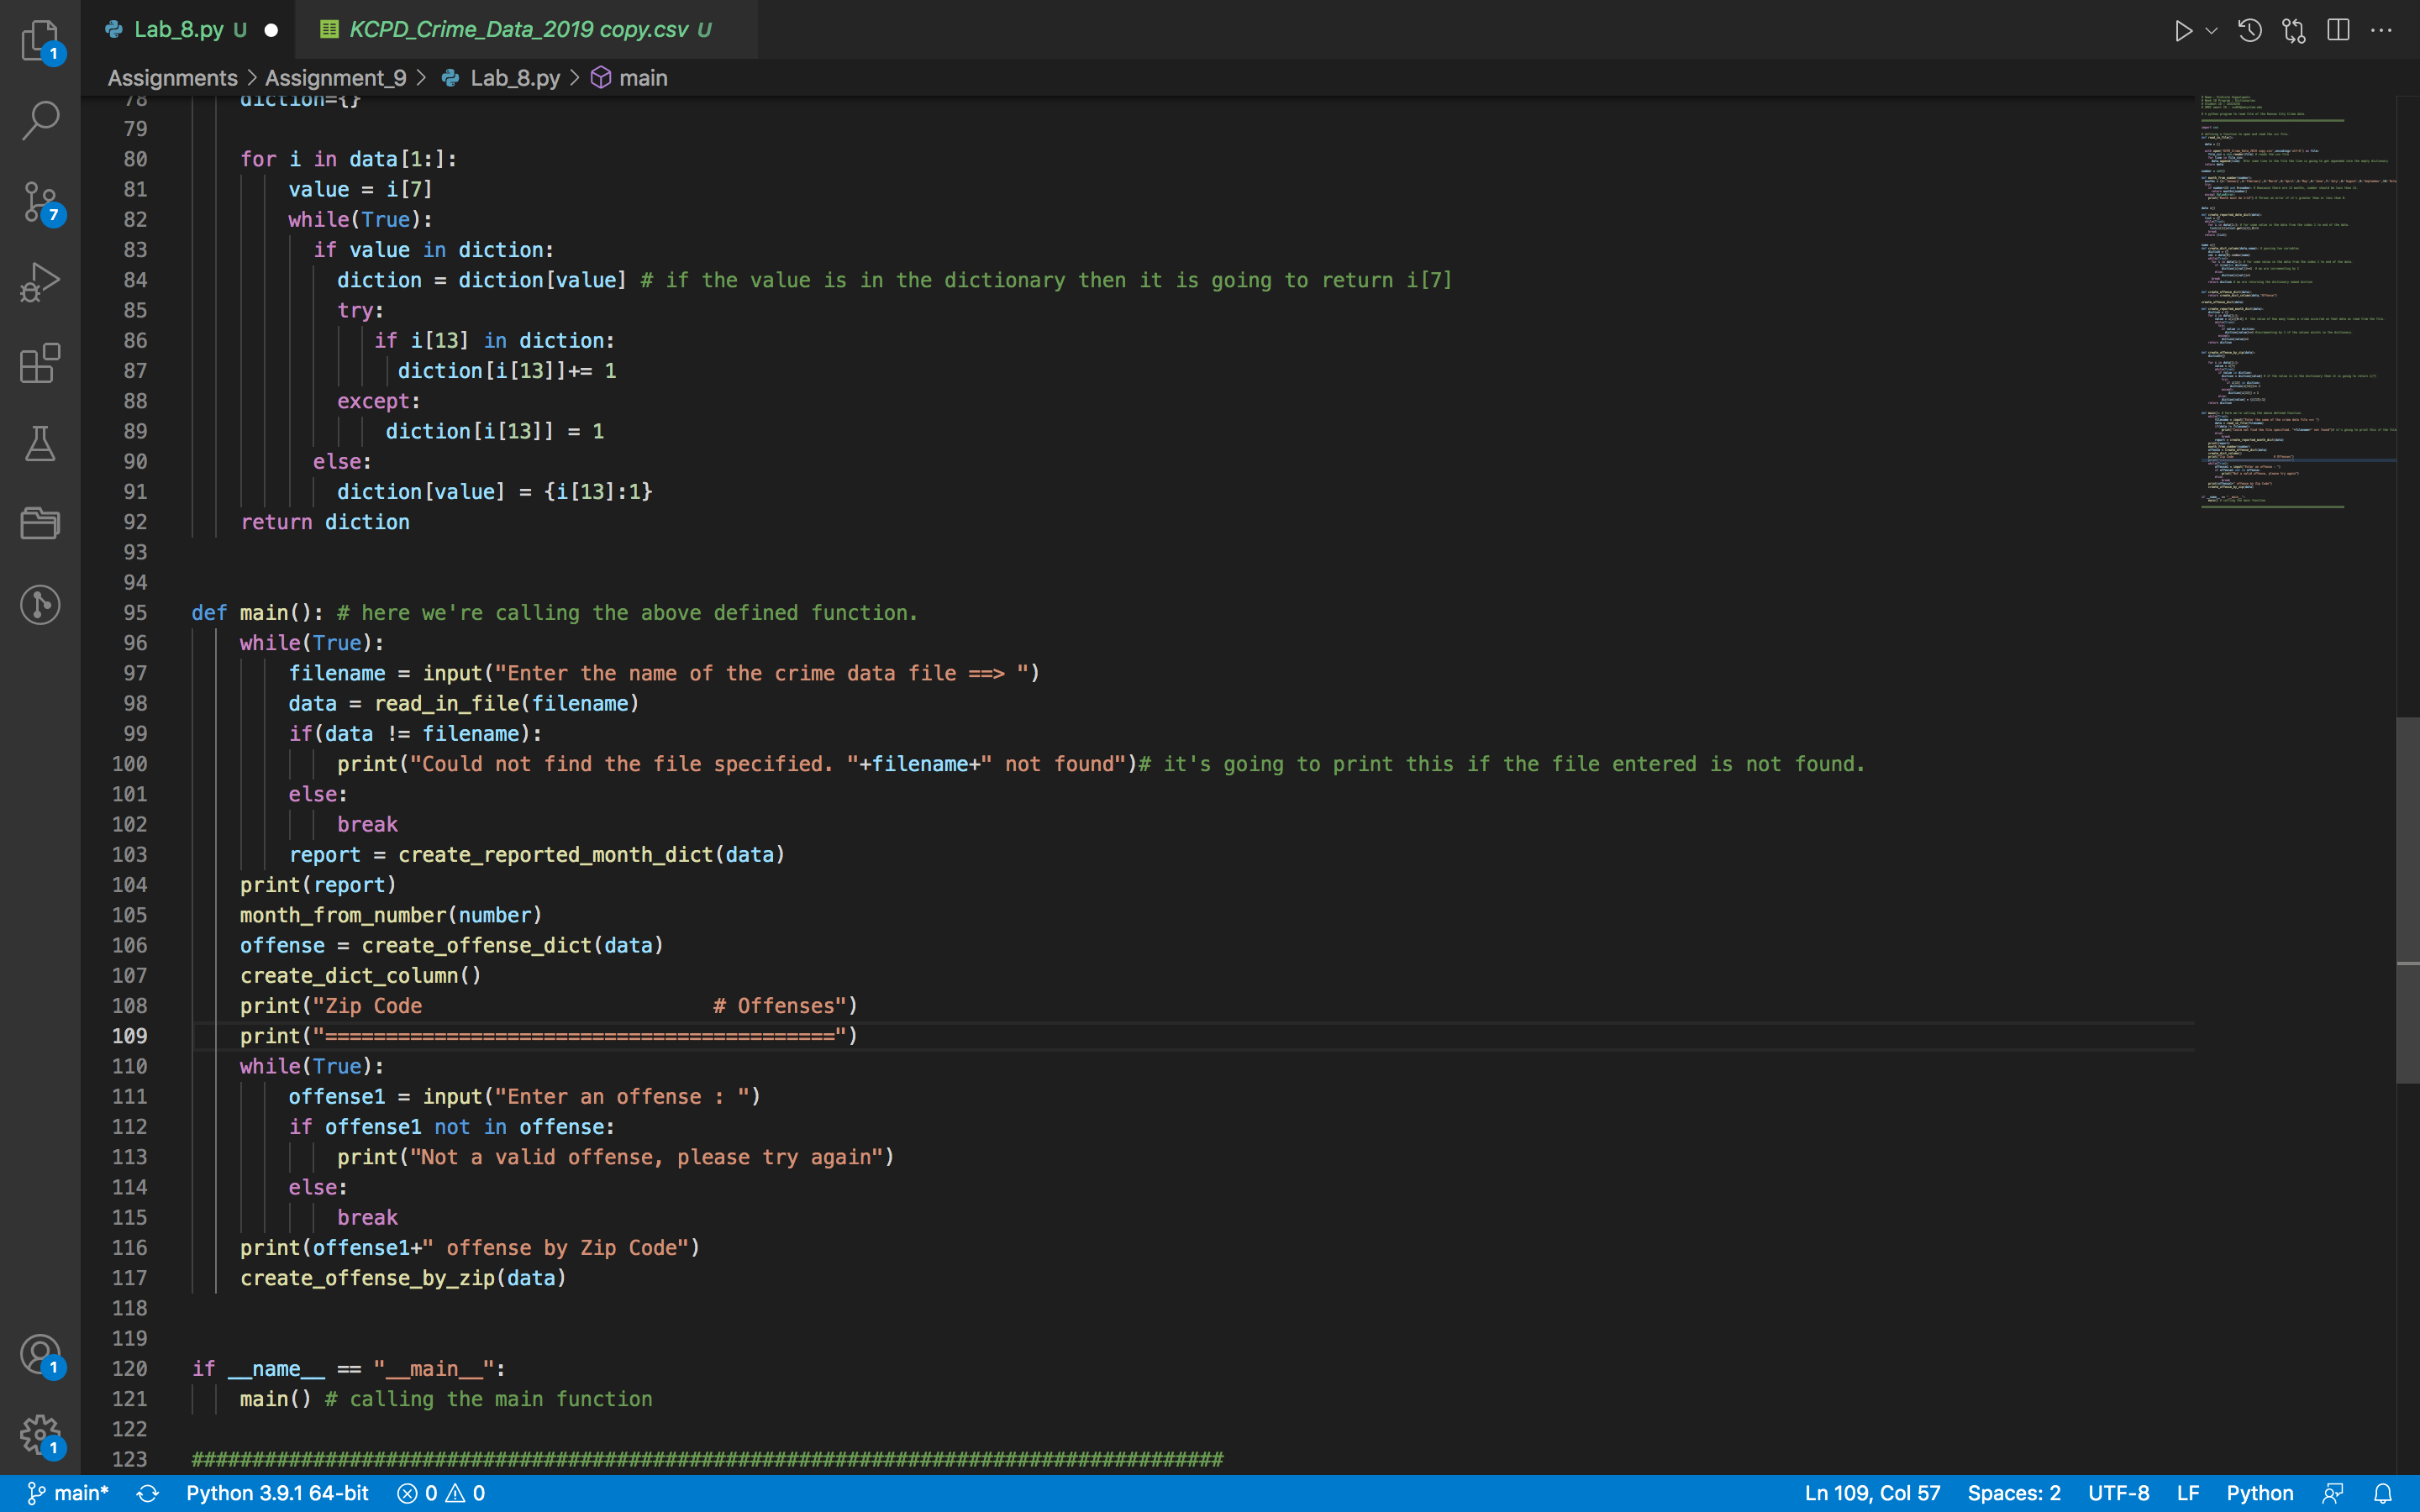 Lab_8.py U
KCPD_Crime_Data_2019 copy.csv U
Assignments > Assignment_9 > Lab_8.py > main
78 diction={}
79
80 for i in data[1:]:
81 value = i[7]
82 while(True):
83 if value in diction:
84 diction = diction[value] # if the value is in the dictionary then it is going to return i[7]
85 try:
86 if i[13] in diction:
87 diction[i[13]]+= 1
88 except:
89 diction[i[13]] = 1
90 else:
91 diction[value] = {i[13]:1}
92 return diction
93
94
95 def main(): # here we're calling the above defined function.
96 while(True):
97 filename = input("Enter the name of the crime data file ==> ")
98 data = read_in_file(filename)
99 if(data != filename):
100 print("Could not find the file specified. "+filename+" not found")# it's going to print this if the file entered is not found.
101 else:
102 break
103 report = create_reported_month_dict(data)
104 print(report)
105 month_from_number(number)
106 offense = create_offense_dict(data)
107 create_dict_column()
108 print("Zip Code                        # Offenses")
109 print("==========================================")
110 while(True):
111 offense1 = input("Enter an offense : ")
112 if offense1 not in offense:
113 print("Not a valid offense, please try again")
114 else:
115 break
116 print(offense1+" offense by Zip Code")
117 create_offense_by_zip(data)
118
119
120 if __name__ == "__main__":
121 main() # calling the main function
122
123 #####################################################################################
1
7
1
1
main* Python 3.9.1 64-bit 0 0 Ln 109, Col 57 Spaces: 2 UTF-8 LF Python